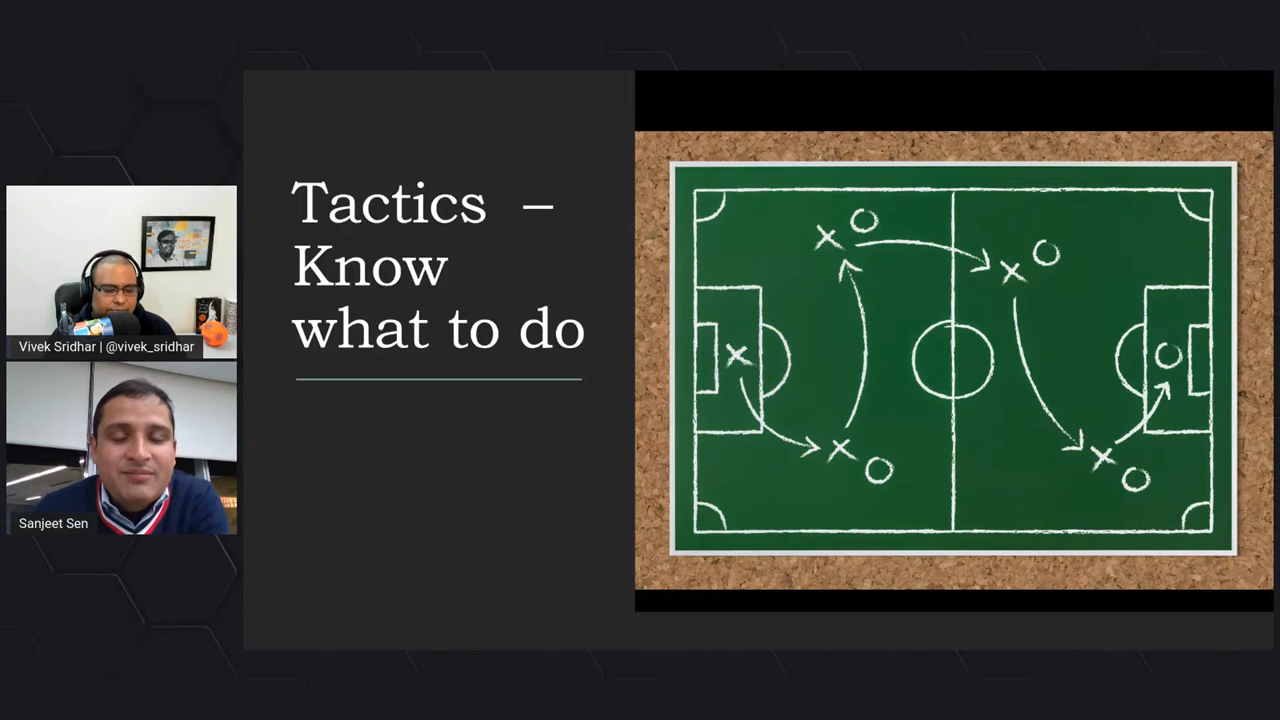 Tactics –
Know
what to do
Vivek Sridhar | @vivek_sridhar
Sanjeet Sen